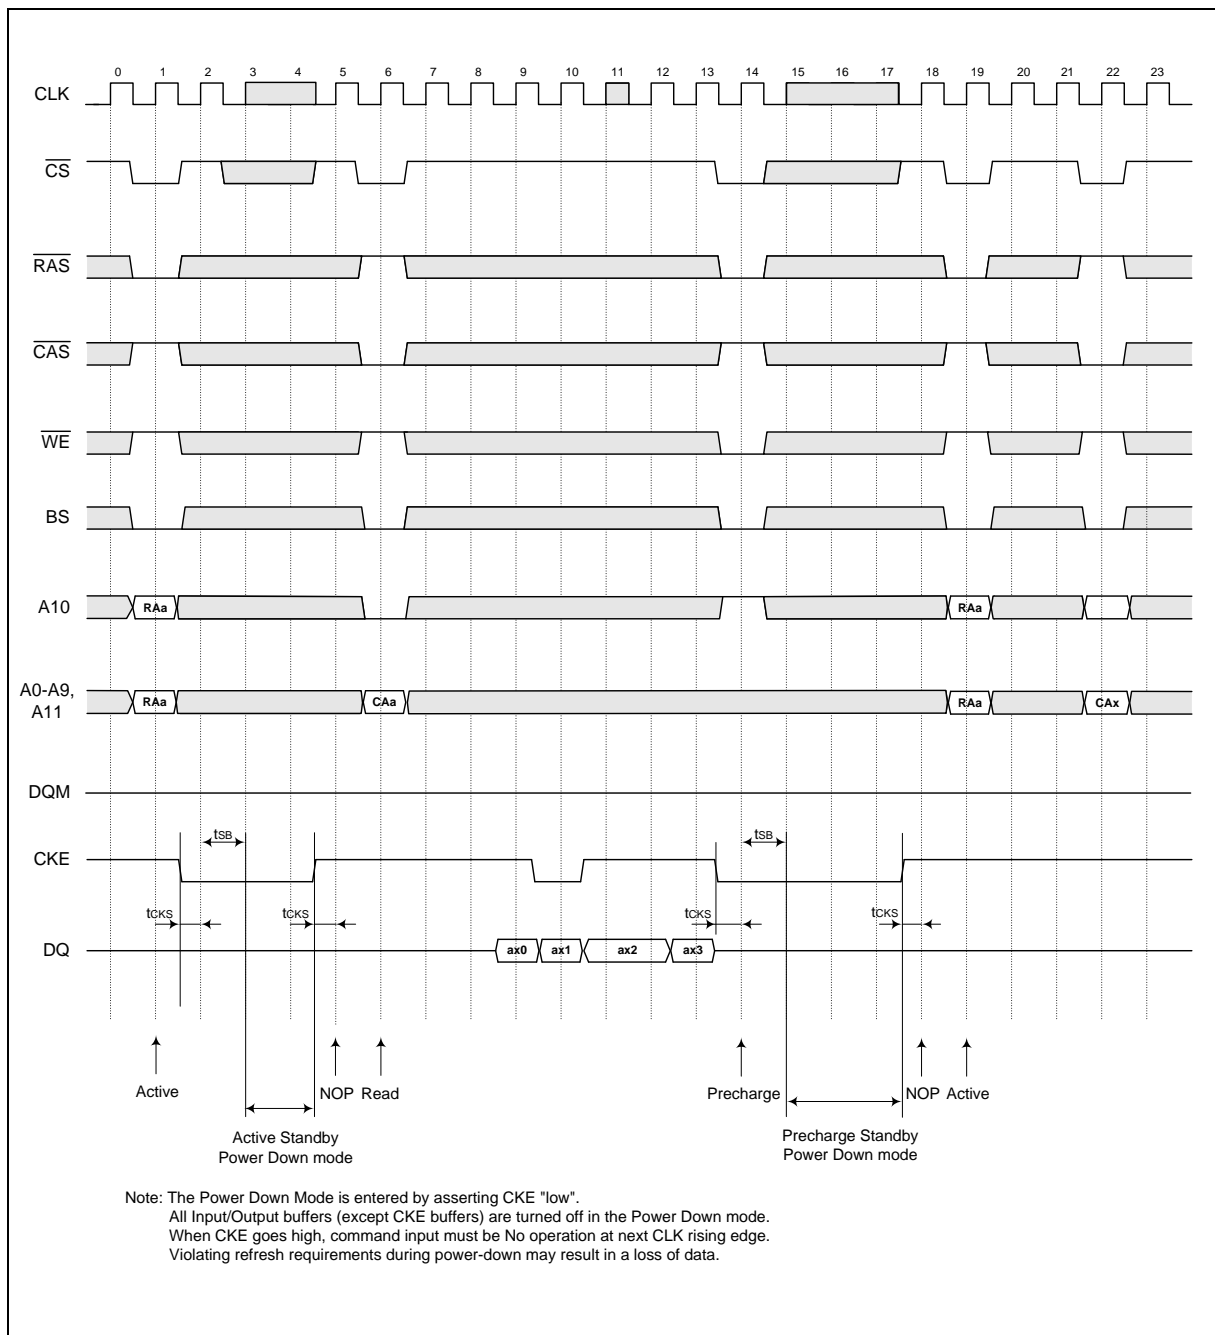 0 1 2 3 4 5 6 7 8 9 10 11 12 13 14 15 16 17 18 19 20 21 22 23
CLK
CS
RAS
CAS
WE
BS
A10 RAa RAa
A0-A9,
A11 RAa CAa RAa CAx
DQM
tSB tSB
CKE
tCKS tCKS tCKS tCKS
DQ ax0 ax1 ax2 ax3
Active NOP Read Precharge NOP Active
Active Standby
Power Down mode
Precharge Standby
Power Down mode
Note: The Power Down Mode is entered by asserting CKE "low".
All Input/Output buffers (except CKE buffers) are turned off in the Power Down mode.
When CKE goes high, command input must be No operation at next CLK rising edge.
Violating refresh requirements during power-down may result in a loss of data.